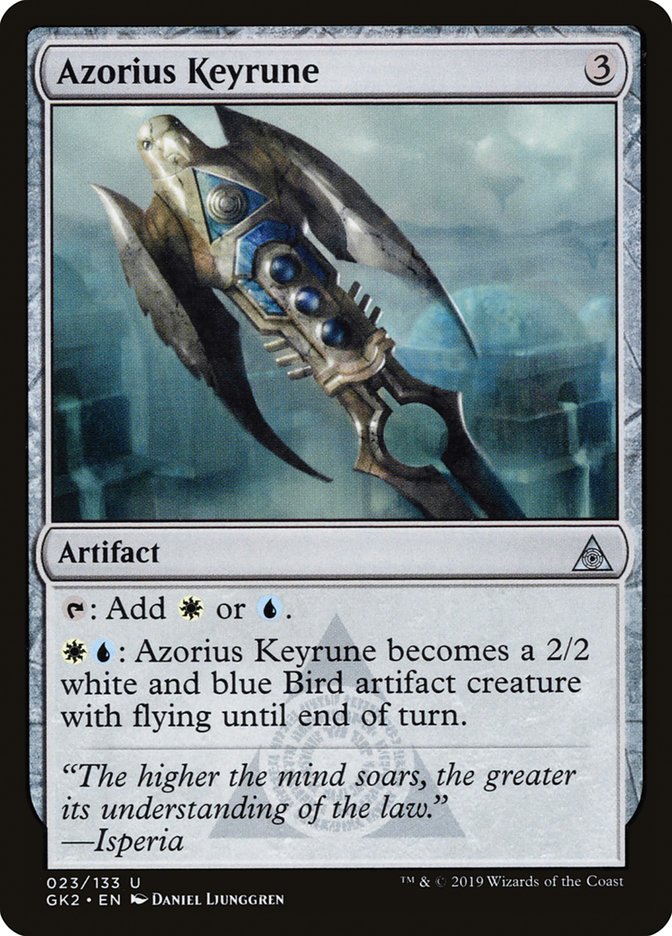 Azorius Keyrune 3
Artifact
: Add or .
: Azorius Keyrune becomes a 2/2
white and blue Bird artifact creature
with flying until end of turn.
“The higher the mind soars, the greater
its understanding of the law.”
—Isperia
023/133 U
™ & © 2019 Wizards of the Coast
GK2 • EN Daniel Ljunggren